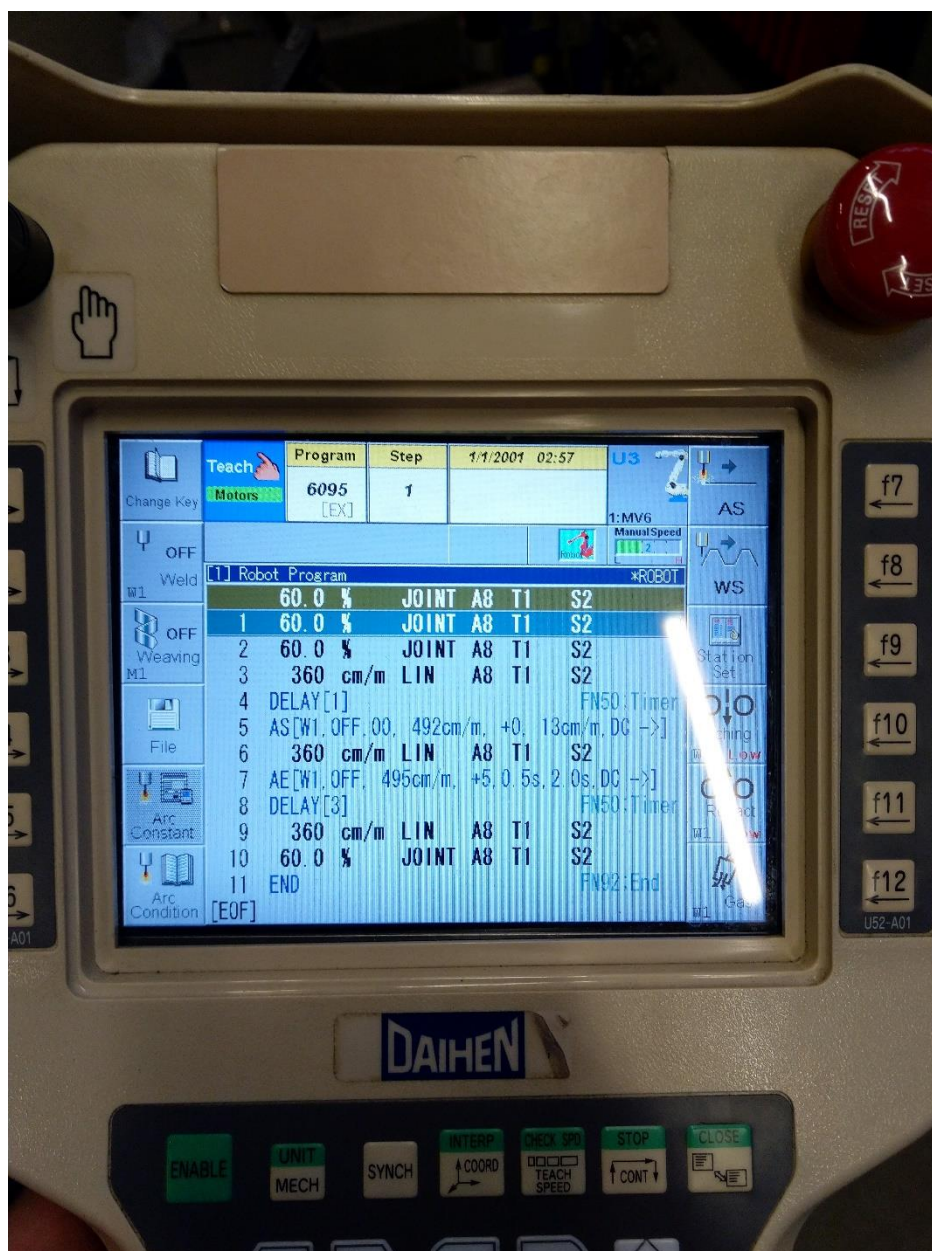 RESET
RESET
Change Key
Teach
Motors
Program
6095
[EX]
Step
1
1/1/2001 02:57
U3
1:MV6
AS
f7
OFF
Weld
W1
Manual Speed
2
WS
f8
[1] Robot Program *ROBOT
60.0 % JOINT A8 T1 S2
1 60.0 % JOINT A8 T1 S2
OFF
Weaving
M1
2 60.0 % JOINT A8 T1 S2
3 360 cm/m LIN A8 T1 S2
Station
Set
f9
4 DELAY[1] FN50;Timer
5 AS[W1,OFF,00, 492cm/m, +0, 13cm/m,DC ->]
File
6 360 cm/m LIN A8 T1 S2
Low
f10
7 AE[W1,OFF, 495cm/m, +5,0.5s,2.0s,DC ->]
8 DELAY[3] FN50;Timer
Arc
Constant
9 360 cm/m LIN A8 T1 S2
W1
f11
10 60.0 % JOINT A8 T1 S2
11 END FN92;End
[EOF]
Arc
Condition
W1 Gas
f12
U52-A01
-A01
DAIHEN
ENABLE
UNIT
MECH
SYNCH
INTERP
COORD
CHECK SPD
TEACH
SPEED
STOP
CONT
CLOSE